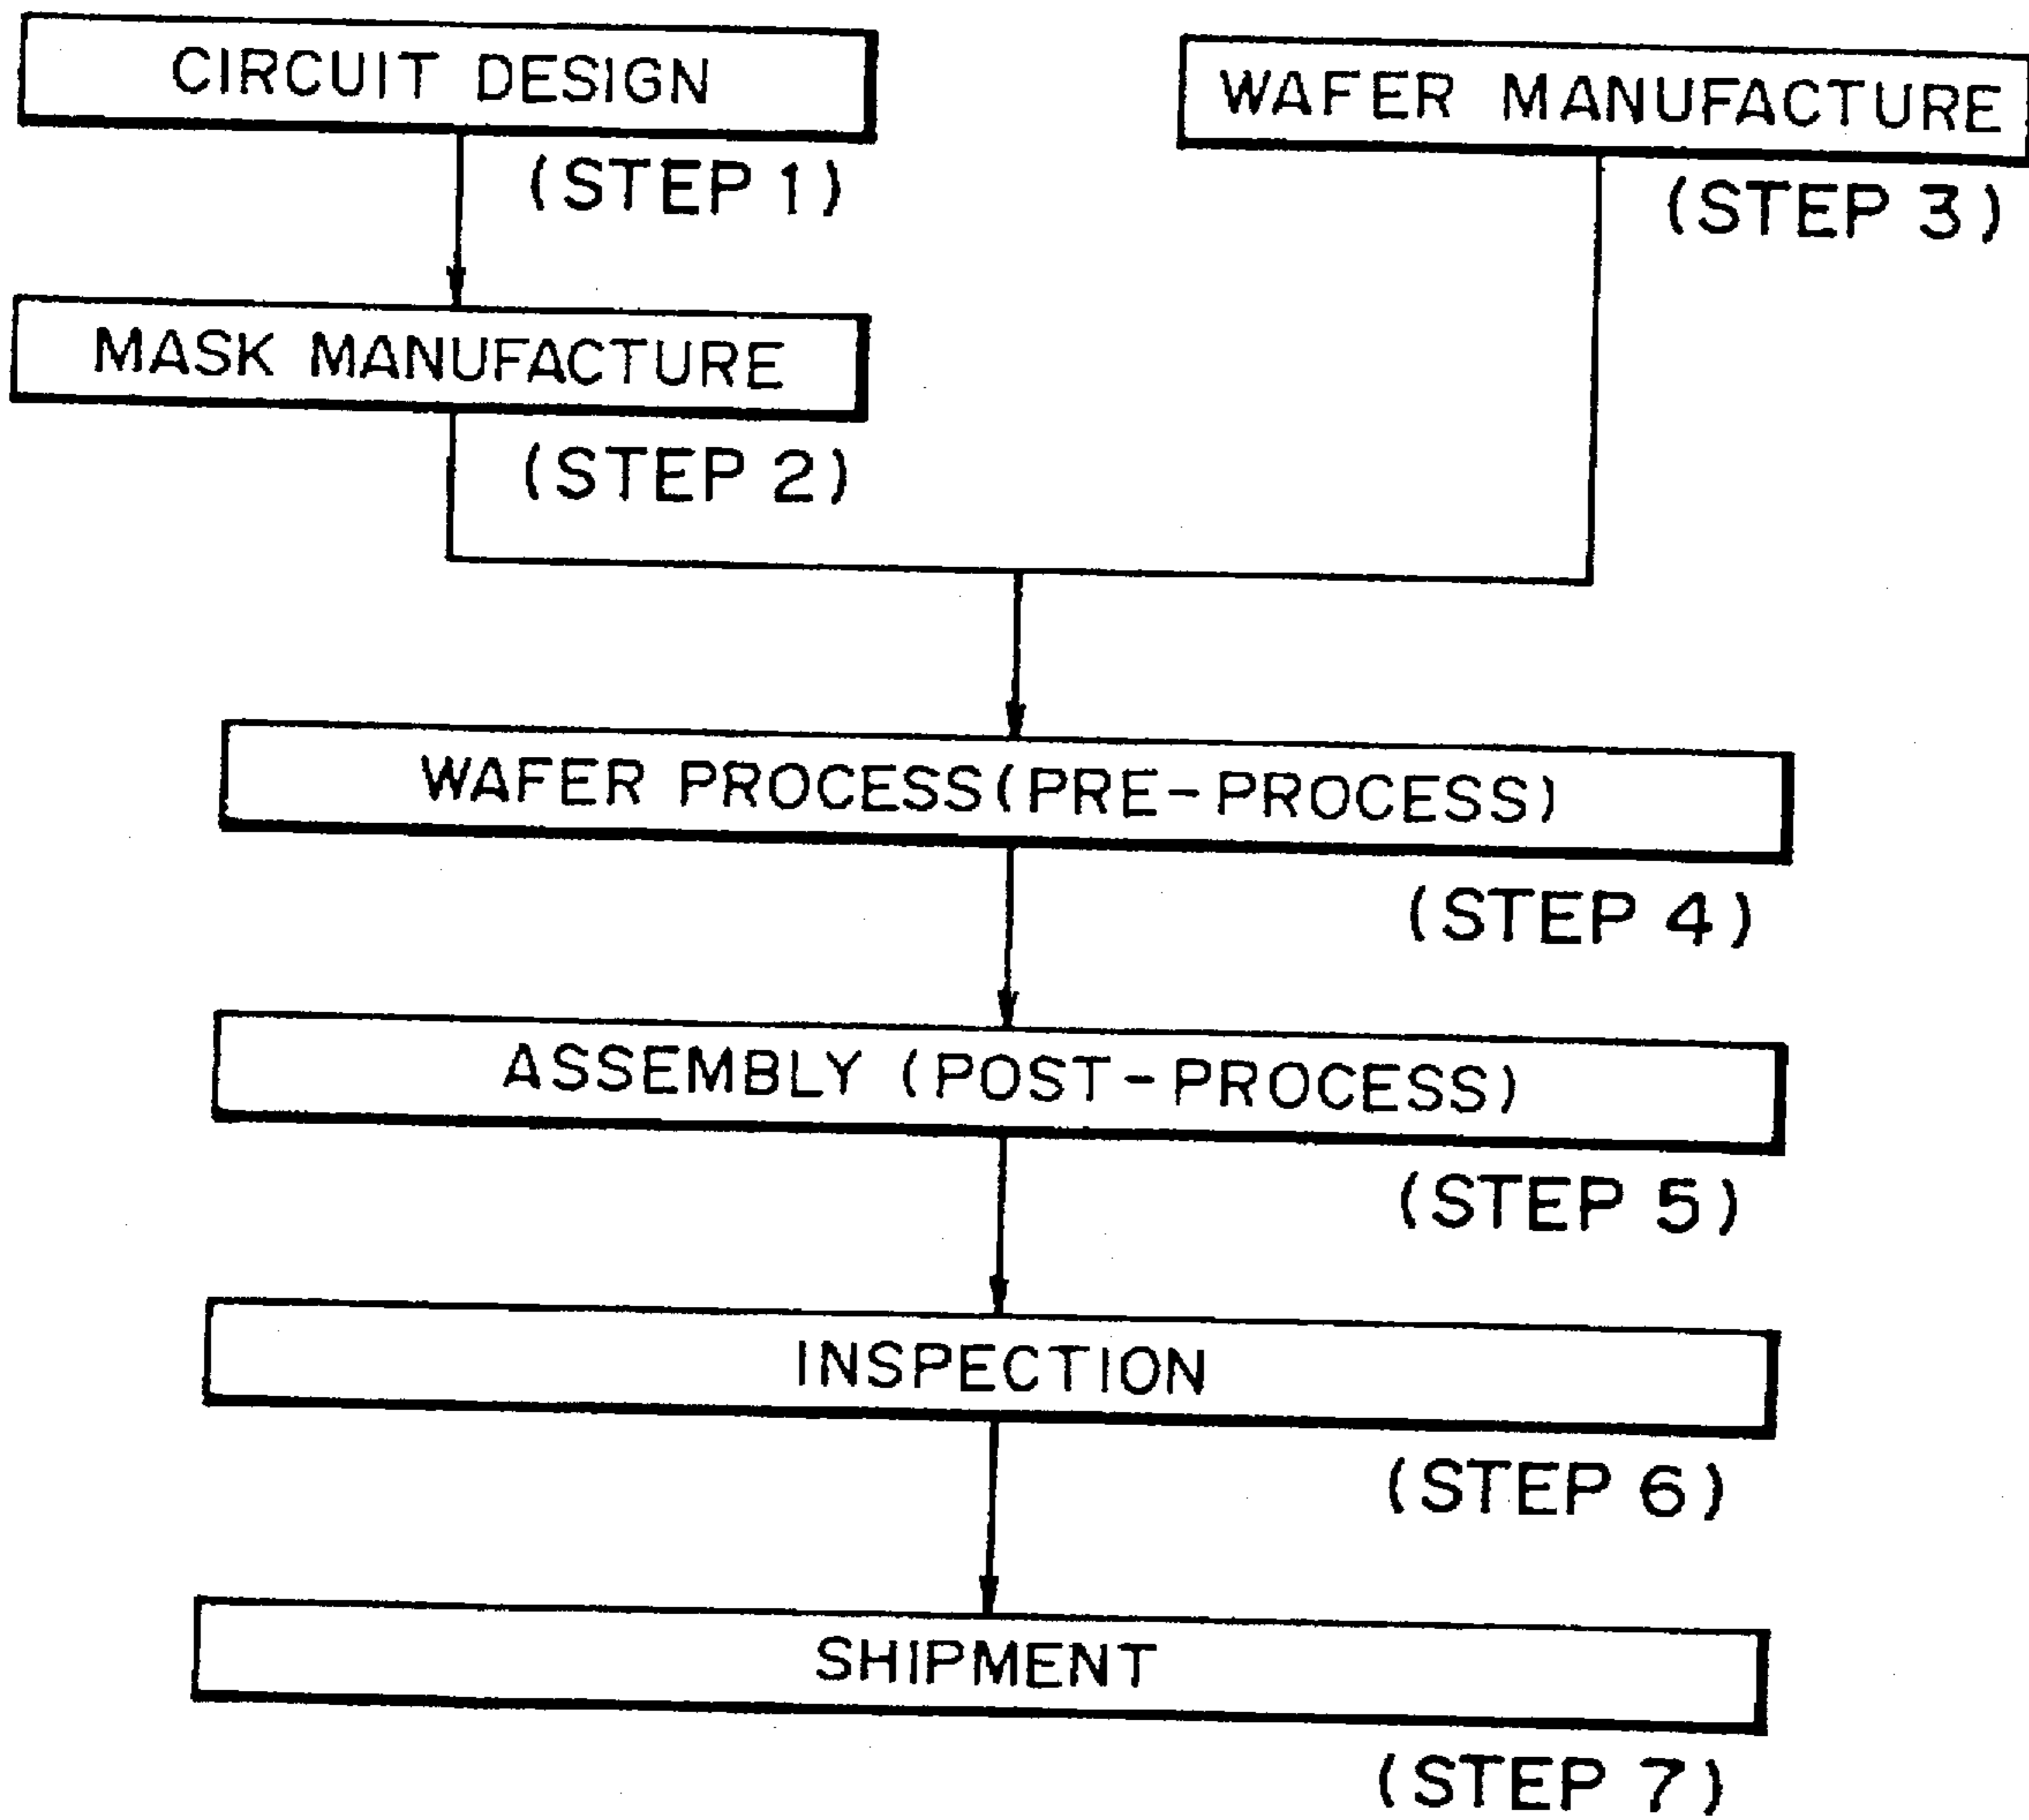 CIRCUIT DESIGN
(STEP 1)
WAFER MANUFACTURE
(STEP 3)
MASK MANUFACTURE
(STEP 2)
WAFER PROCESS(PRE-PROCESS)
(STEP 4)
ASSEMBLY (POST-PROCESS)
(STEP 5)
INSPECTION
(STEP 6)
SHIPMENT
(STEP 7)